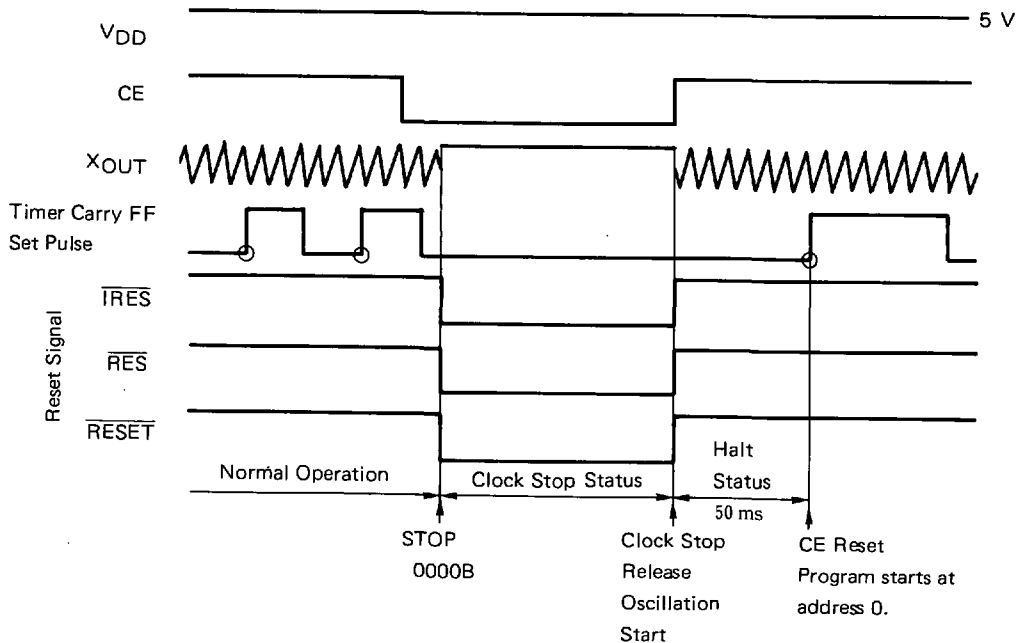 5 V
VDD
CE
XOUT
Timer Carry FF
Set Pulse
IRES
Reset Signal
RES
RESET
Normal Operation
Clock Stop Status
Halt
Status
50 ms
STOP
0000B
Clock Stop
Release
Oscillation
Start
CE Reset
Program starts at
address 0.